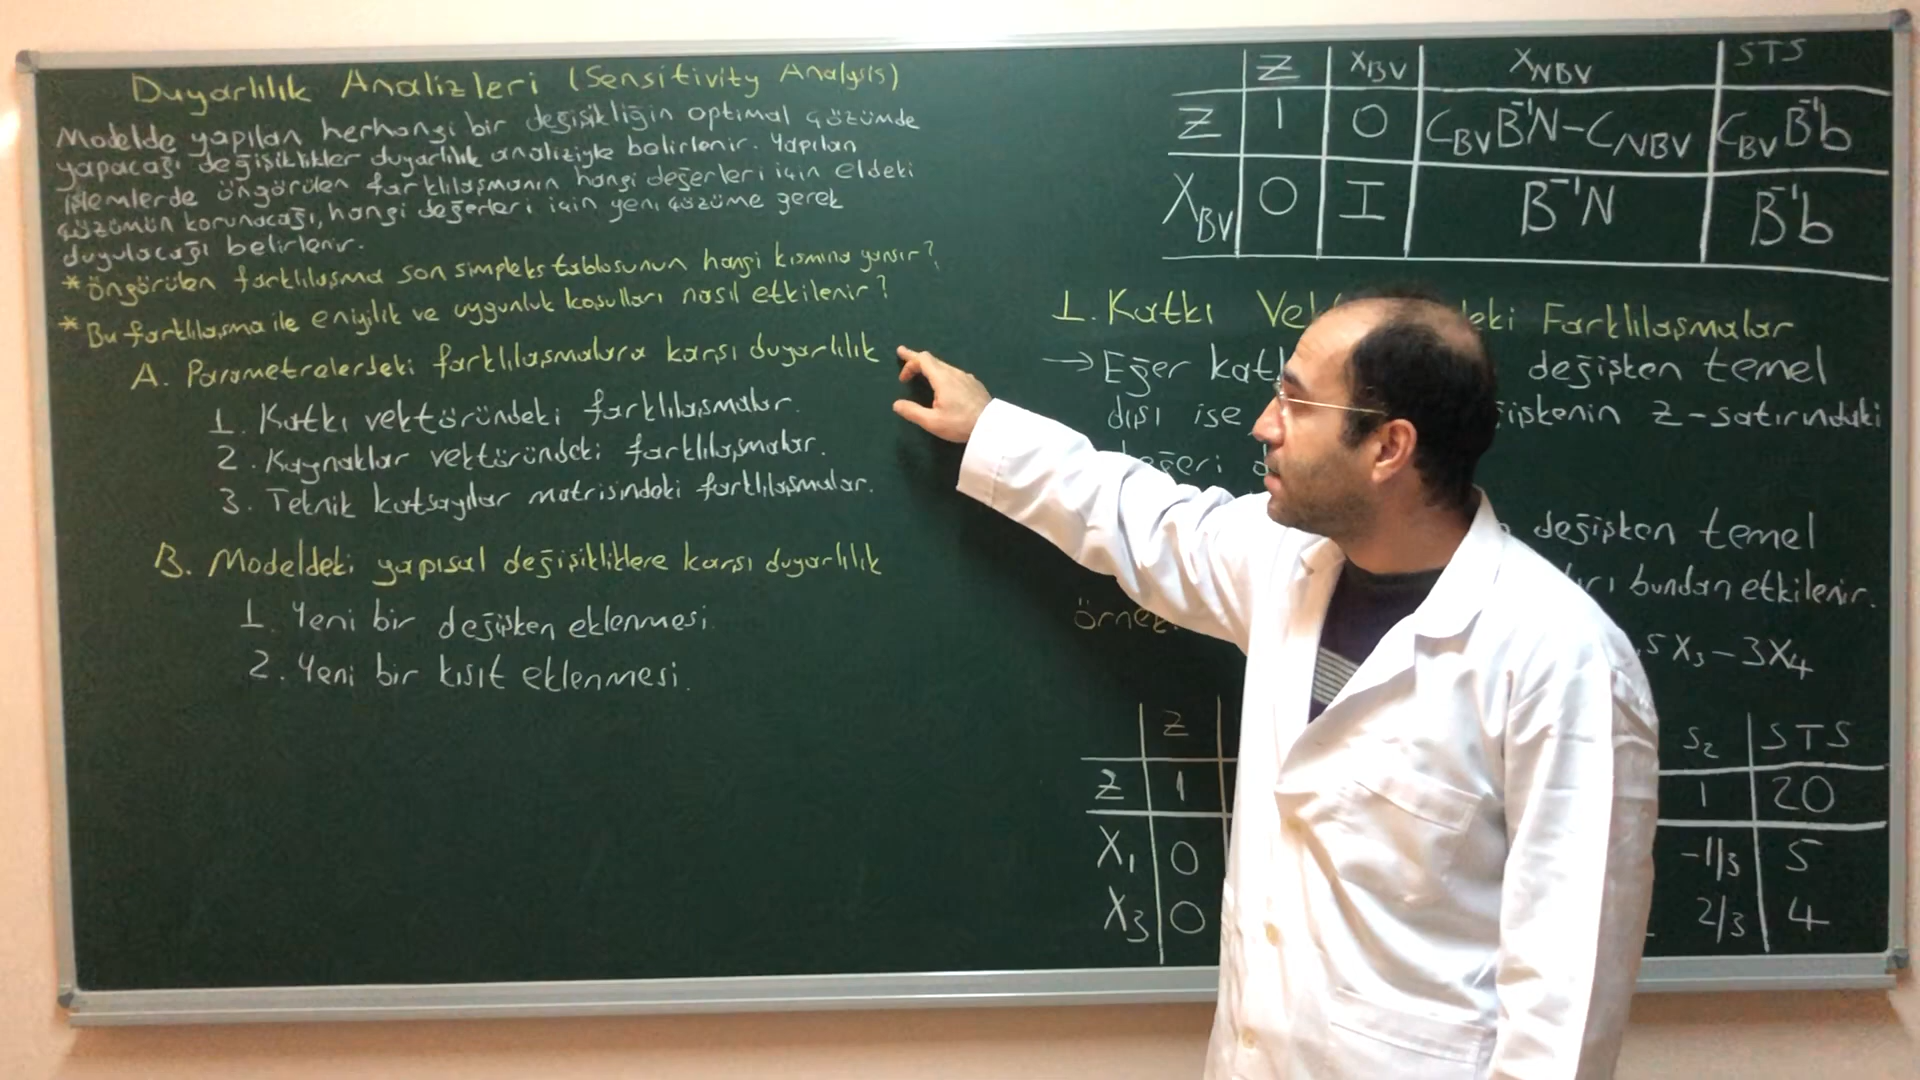 Duyarlılık Analizleri (Sensitivity Analysis)
Modelde yapılan herhangi bir değişikliğin optimal çözümde
yapacağı değişiklikler duyarlılık analiziyle belirlenir. Yapılan
işlemlerde öngörülen farklılaşmanın hangi değerleri için eldeki
çözümün korunacağı, hangi değerleri için yeni çözüme gerek
duyulacağı belirlenir.
* Öngörülen farklılaşma son simpleks tablosunun hangi kısmına yansır?
* Bu farklılaşma ile eniyilik ve uygunluk koşulları nasıl etkilenir?
A. Parametrelerdeki farklılaşmalara karşı duyarlılık
1. Katkı vektöründeki farklılaşmalar.
2. Kaynaklar vektöründeki farklılaşmalar.
3. Teknik katsayılar matrisindeki farklılaşmalar.
B. Modeldeki yapısal değişikliklere karşı duyarlılık
1. Yeni bir değişken eklenmesi.
2. Yeni bir kısıt eklenmesi.
Z X_BV X_NBV STS
Z 1 0 C_BV B⁻¹N-C_NBV C_BV B⁻¹b
X_BV 0 I B⁻¹N B⁻¹b
1. Katkı Farklılaşmalar
→ Eğer değişken temel
dışı ise Z-satırındaki
değişken temel
bundan etkilenir.
örnek:
5X₃-3X₄
Z S₂ STS
Z 1 1 20
X₁ 0 -1/3 5
X₃ 0 2/3 4